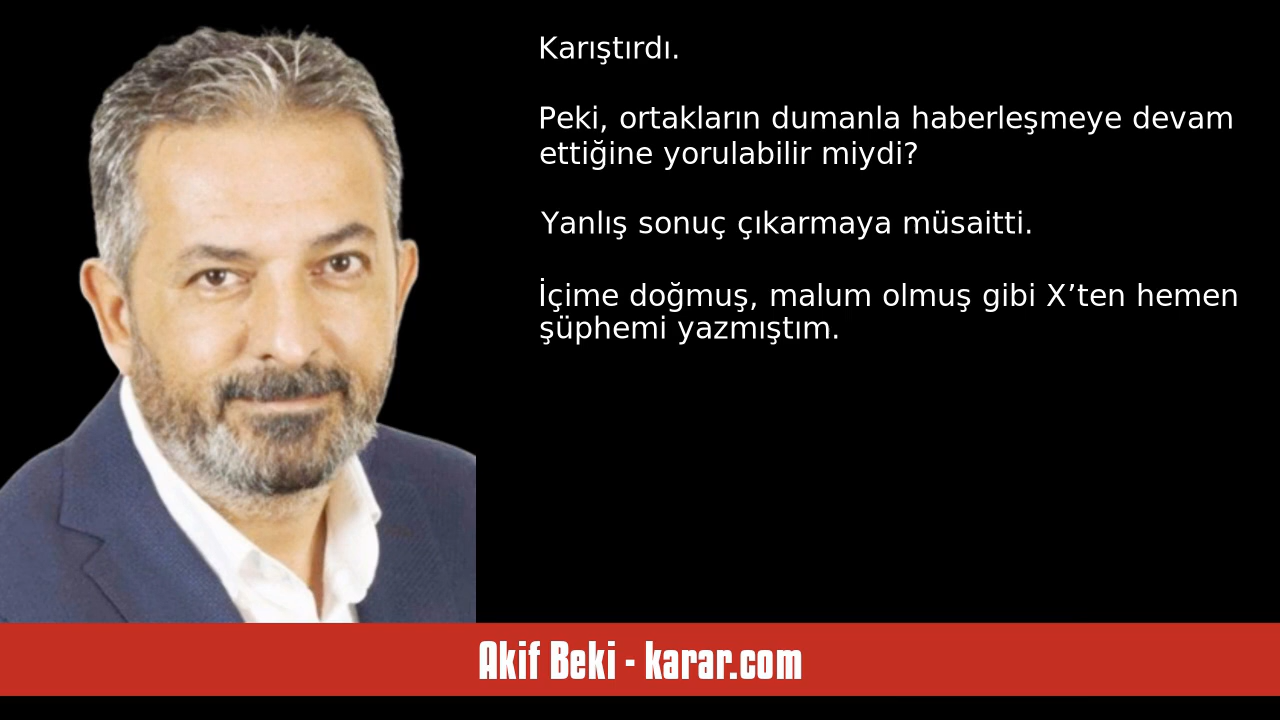 Karıştırdı.
Peki, ortakların dumanla haberleşmeye devam
ettiğine yorulabilir miydi?
Yanlış sonuç çıkarmaya müsaitti.
İçime doğmuş, malum olmuş gibi X’ten hemen
şüphemi yazmıştım.
Akif Beki - karar.com